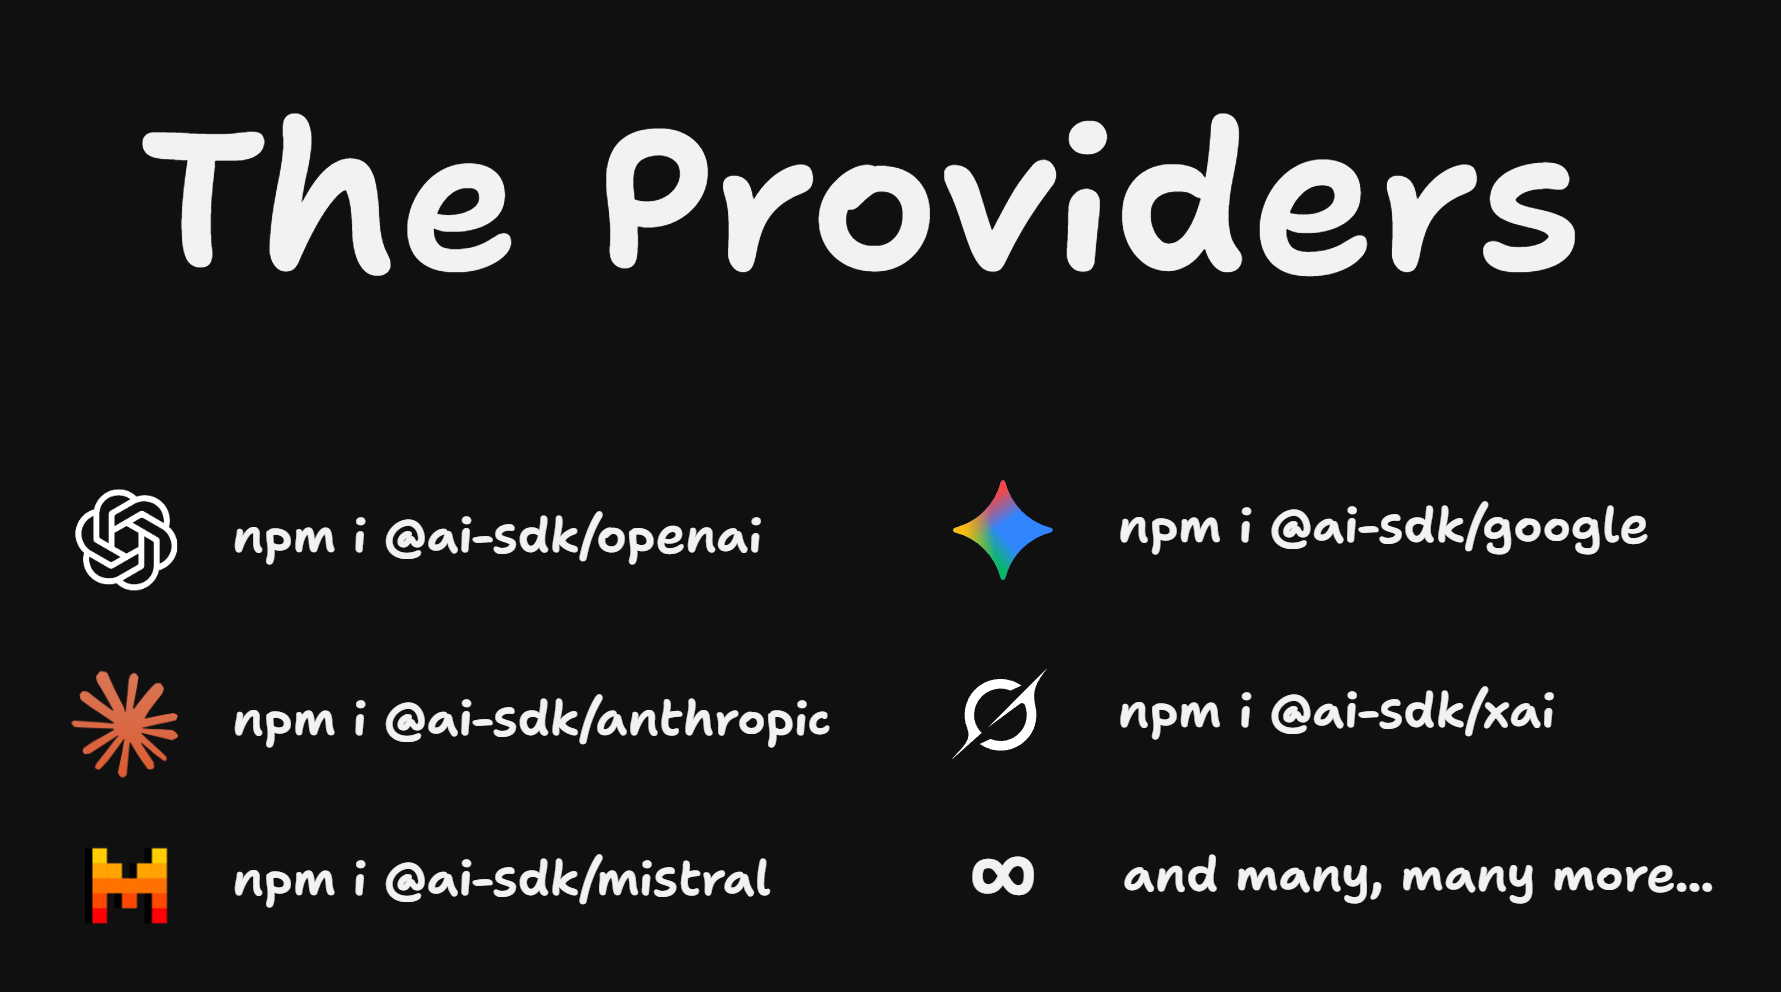 The Providers
npm i @ai-sdk/openai
npm i @ai-sdk/google
npm i @ai-sdk/anthropic
npm i @ai-sdk/xai
npm i @ai-sdk/mistral
∞ and many, many more...